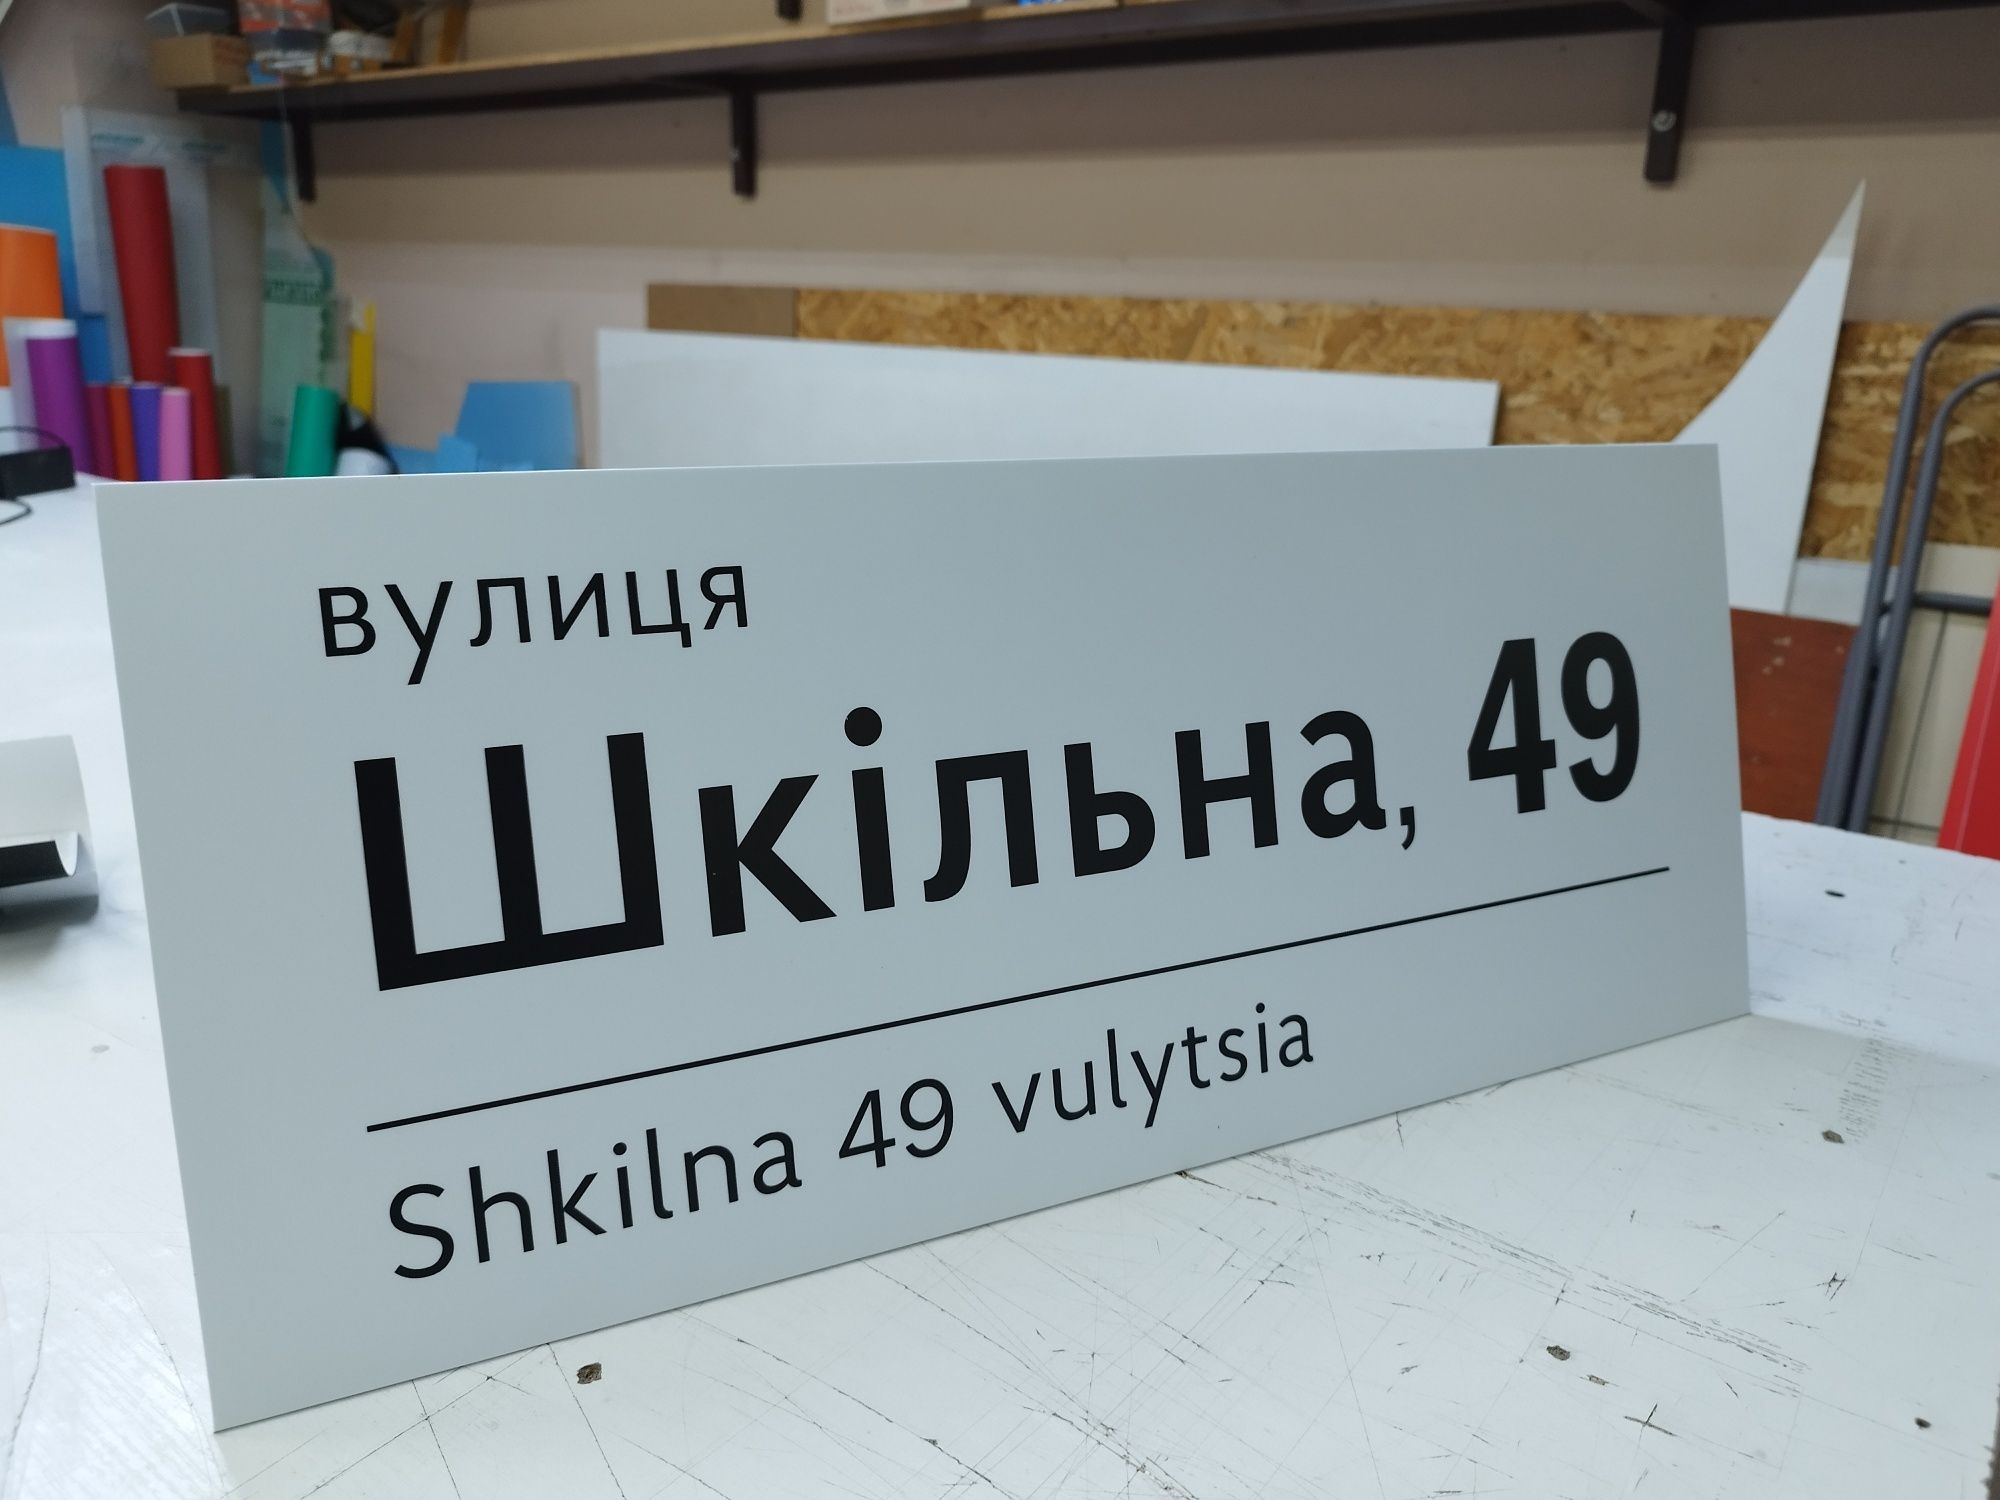 вулиця
Шкільна, 49
Shkilna 49 vulytsia